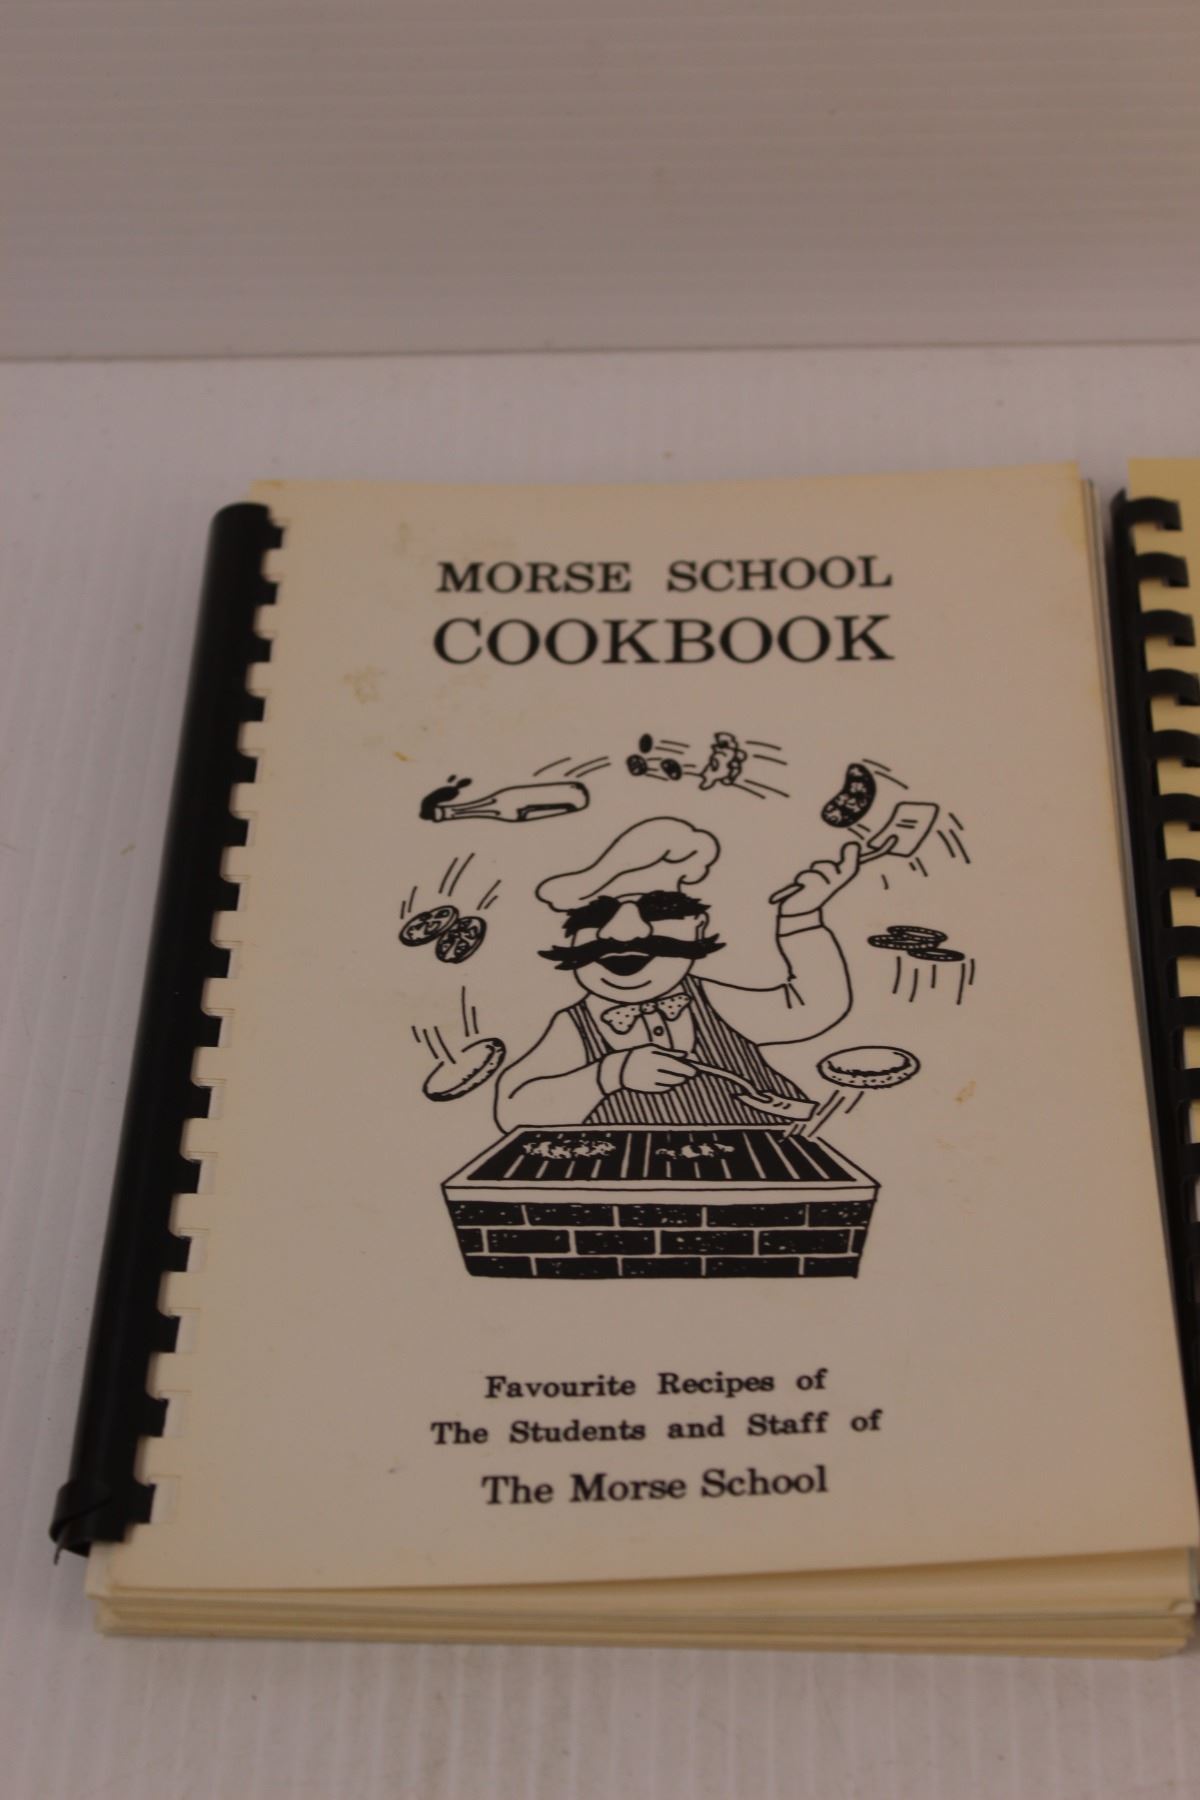 MORSE SCHOOL
COOKBOOK
Favourite Recipes of
The Students and Staff of
The Morse School